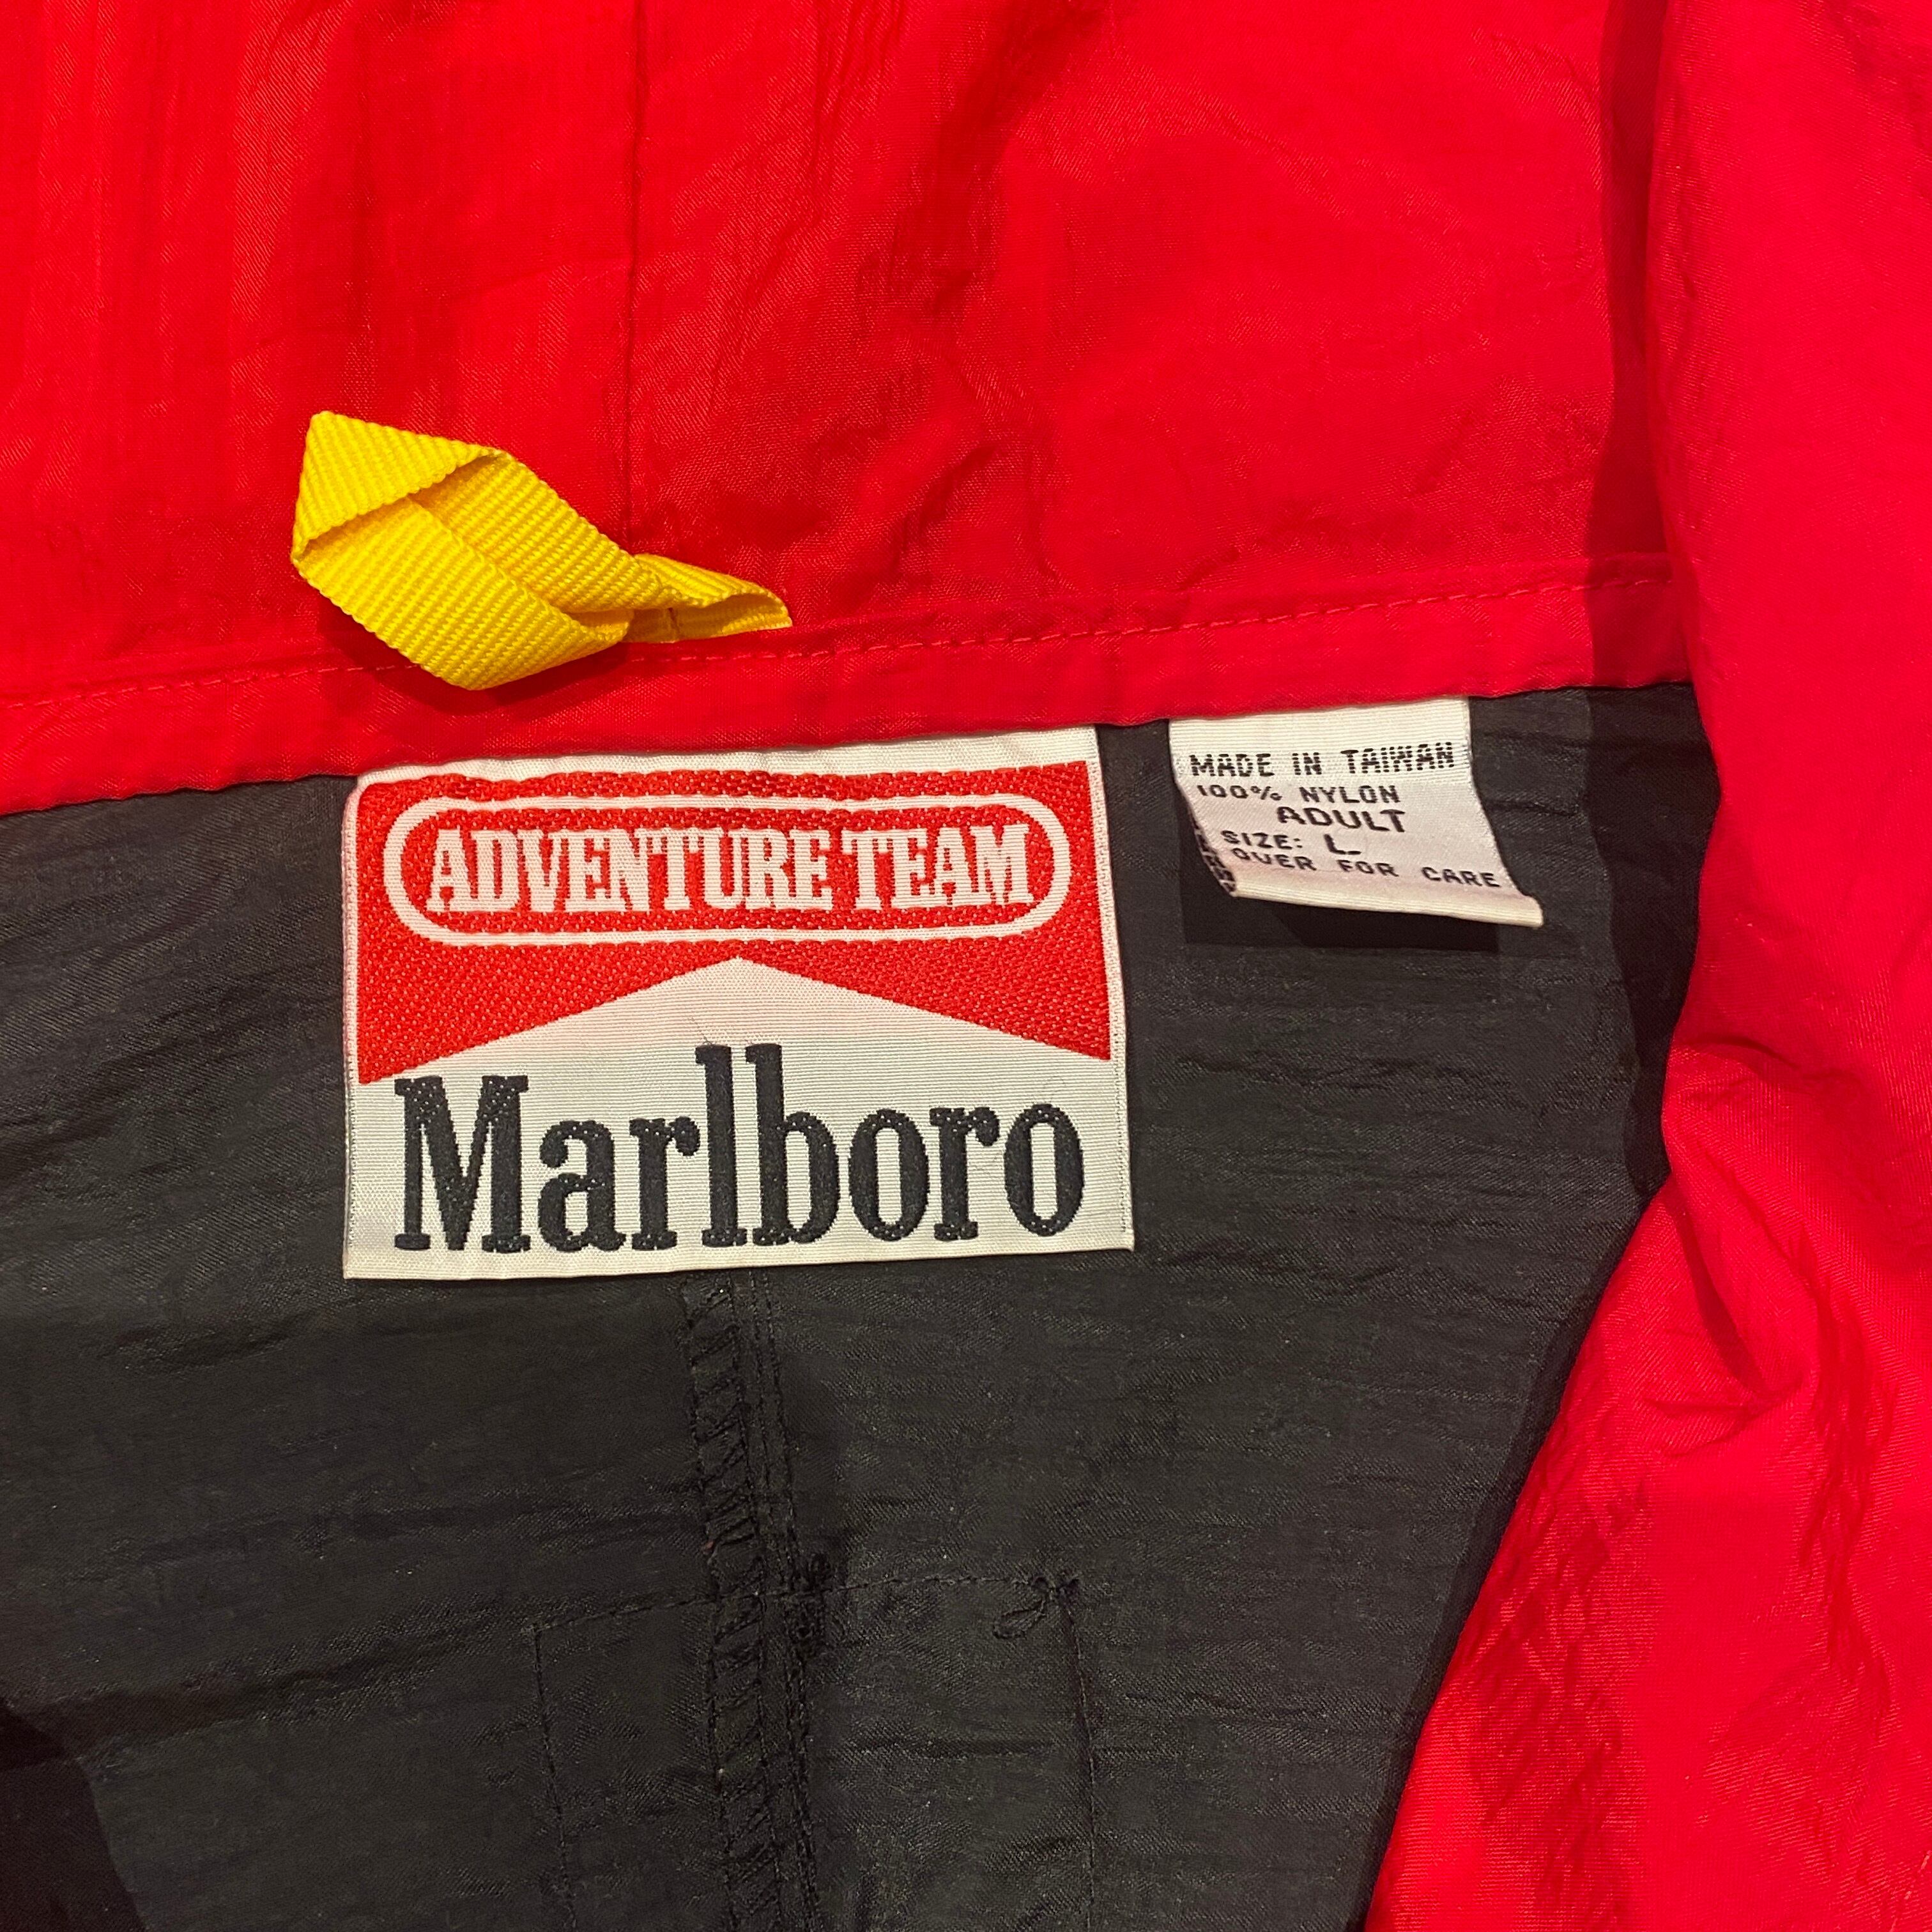 ADVENTURE TEAM
Marlboro
MADE IN TAIWAN
100% NYLON
ADULT
SIZE: L
OVER FOR CARE